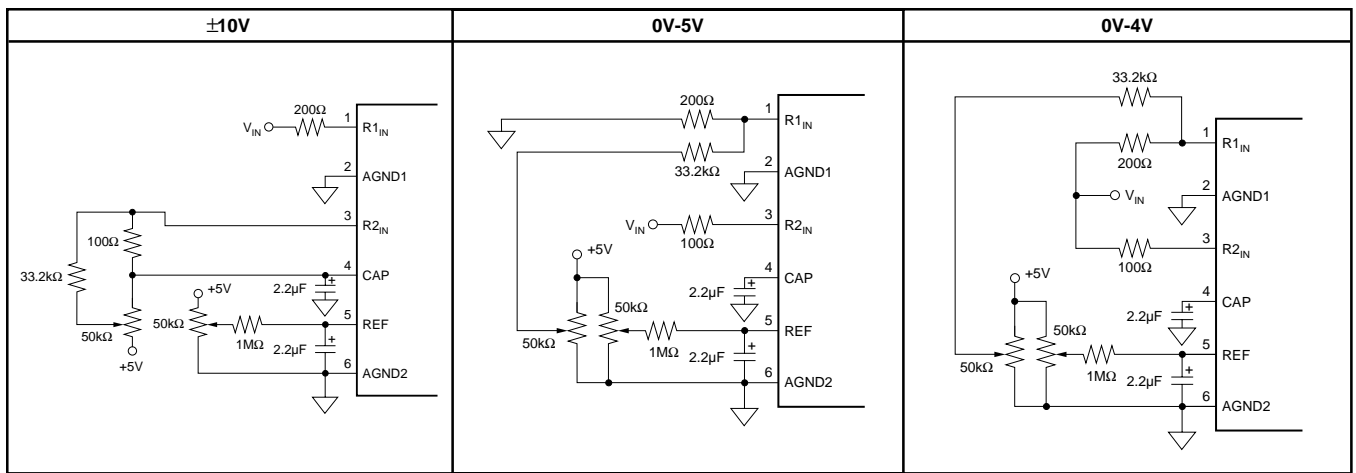 ±10V
200Ω
V_IN
1
R1_IN
2
AGND1
3
R2_IN
100Ω
33.2kΩ
4
CAP
2.2µF
+
+5V
50kΩ
50kΩ
5
REF
1MΩ
2.2µF
+
+5V
6
AGND2
0V-5V
200Ω
1
R1_IN
33.2kΩ
2
AGND1
V_IN
3
R2_IN
100Ω
+5V
4
CAP
2.2µF
+
50kΩ
5
REF
50kΩ
1MΩ
2.2µF
+
6
AGND2
0V-4V
33.2kΩ
1
R1_IN
200Ω
2
AGND1
V_IN
3
R2_IN
100Ω
+5V
4
CAP
2.2µF
+
50kΩ
5
REF
50kΩ
1MΩ
2.2µF
+
6
AGND2